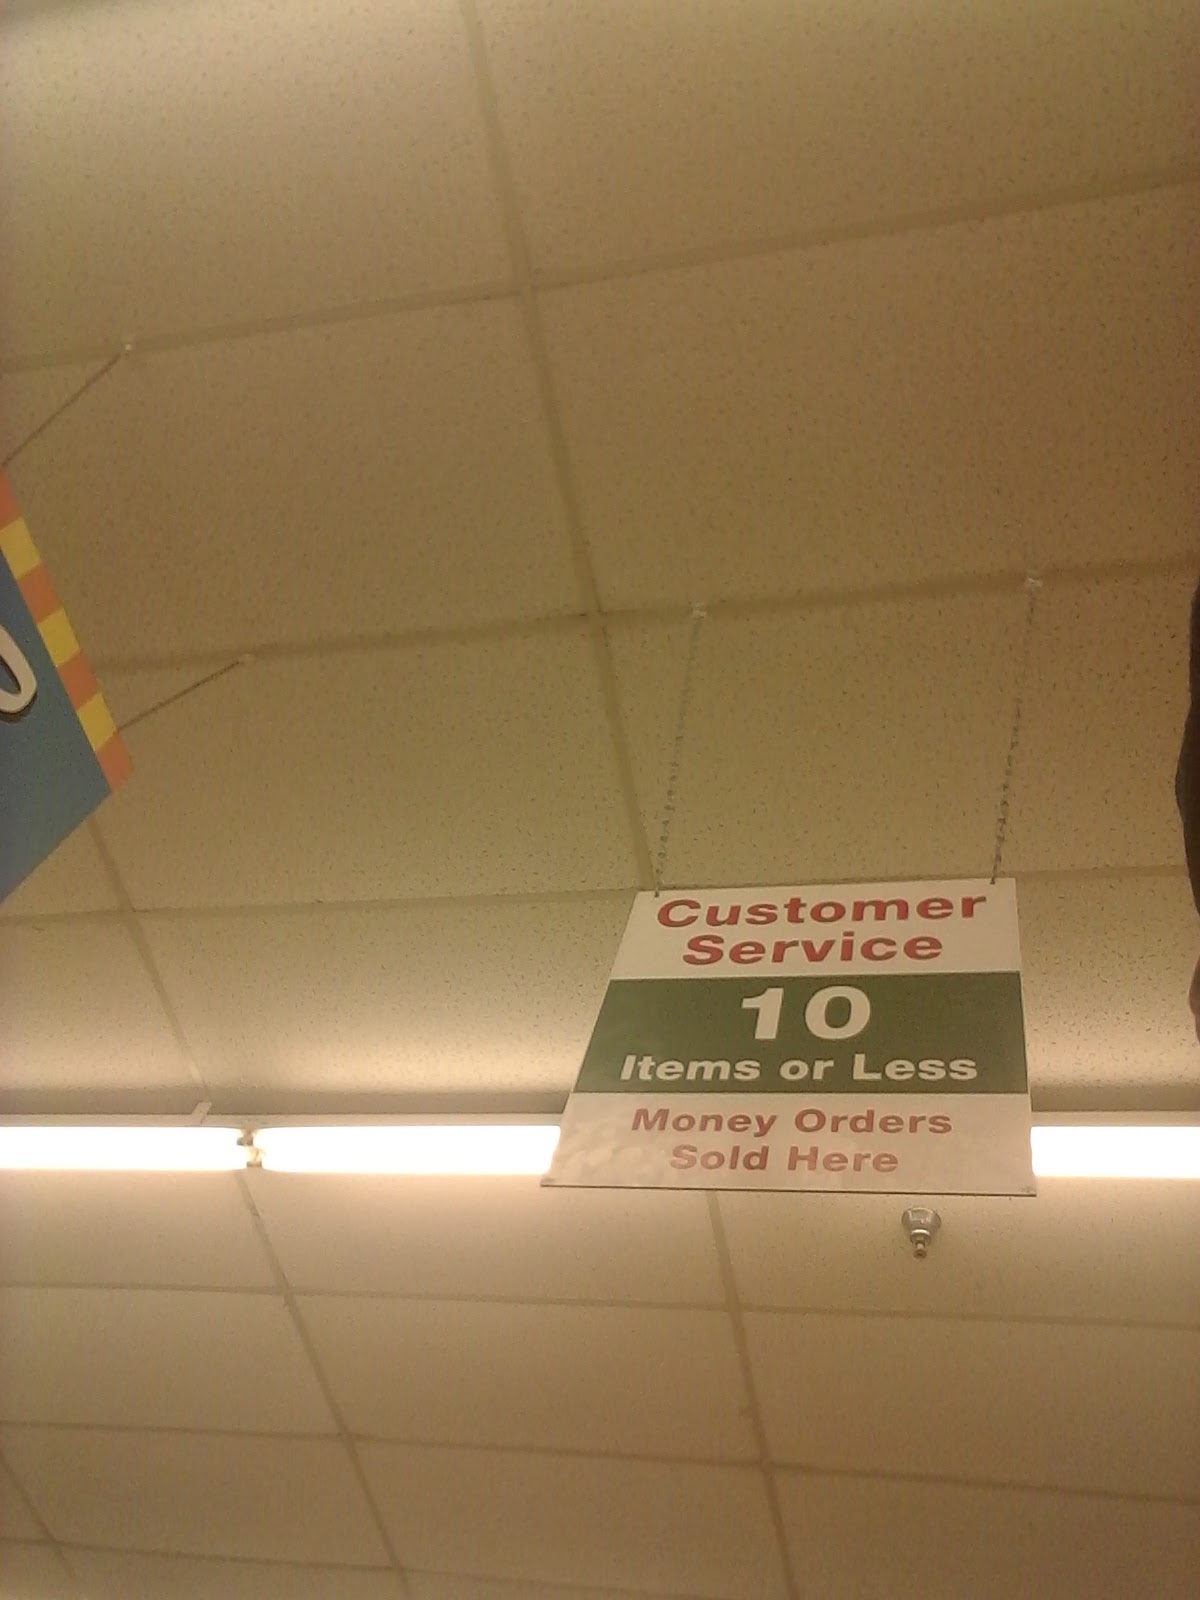 Customer
Service
10
Items or Less
Money Orders
Sold Here